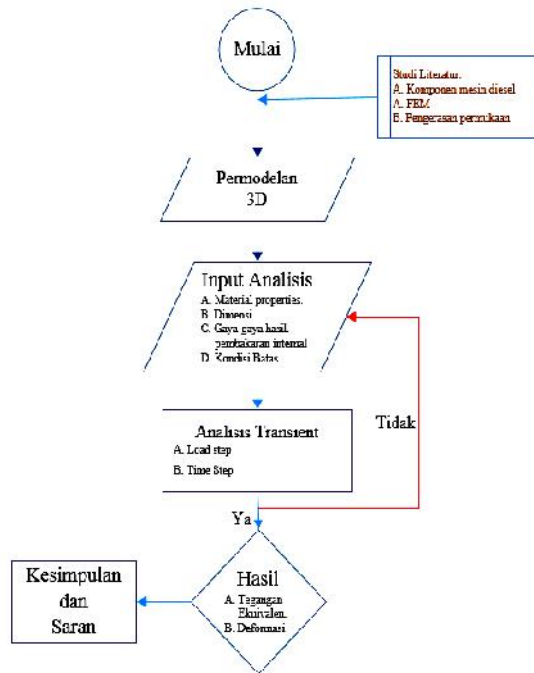 Mulai
Studi Literatur.
A. Komponen mesin diesel
A. FEM
B. Pengerasan permukaan
Permodelan
3D
Input Analisis
A. Material properties.
B. Dimensi
C. Gaya gaya hasil
pembakaran internal
D. Kondisi Batas
Analisis Transient
A. Load step
B. Time Step
Tidak
Ya
Hasil
A. Tegangan
Ekuivalen.
B. Deformasi
Kesimpulan
dan
Saran